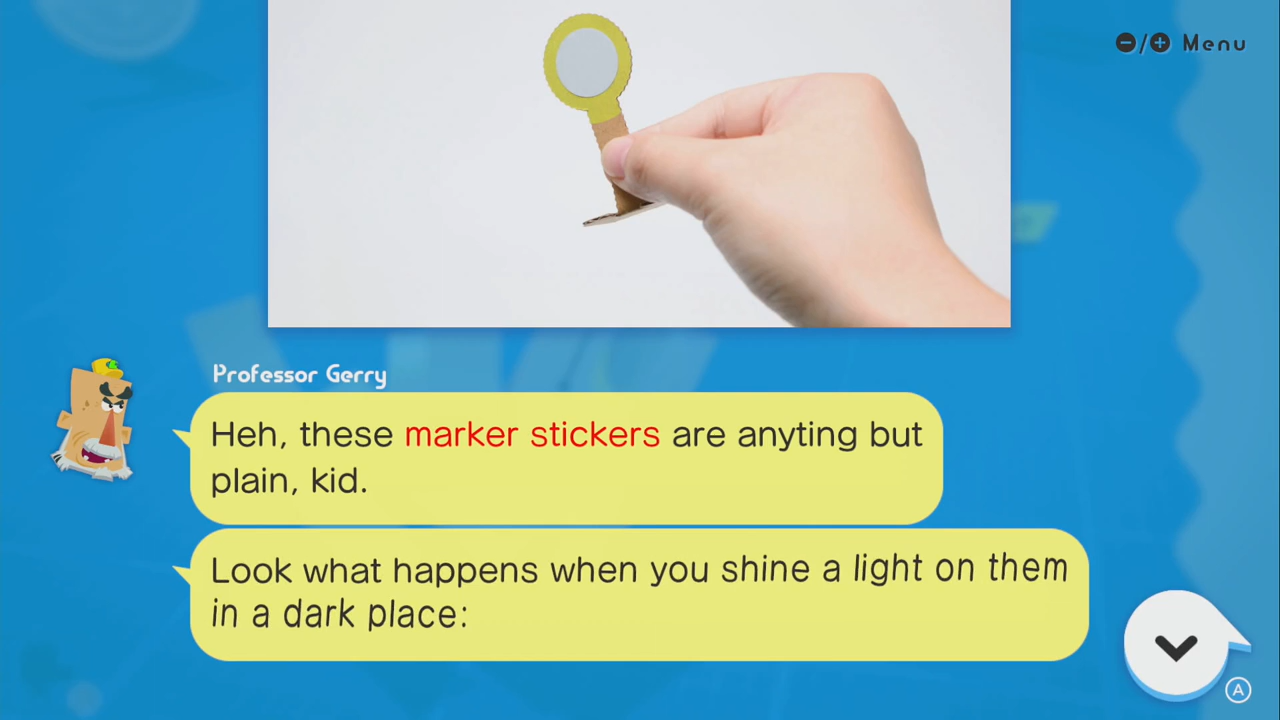 −/+ Menu
Professor Gerry
Heh, these marker stickers are anyting but
plain, kid.
Look what happens when you shine a light on them
in a dark place:
A